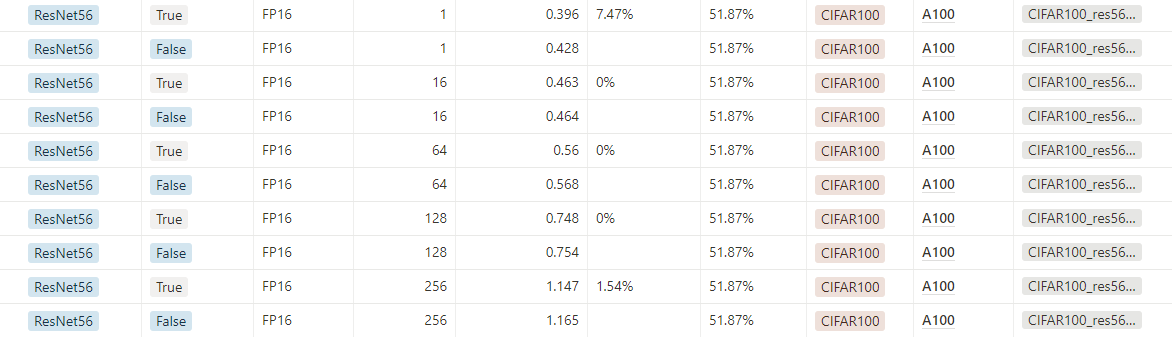 ResNet56 True FP16 1 0.396 7.47% 51.87% CIFAR100 A100 CIFAR100_res56...
ResNet56 False FP16 1 0.428 51.87% CIFAR100 A100 CIFAR100_res56...
ResNet56 True FP16 16 0.463 0% 51.87% CIFAR100 A100 CIFAR100_res56...
ResNet56 False FP16 16 0.464 51.87% CIFAR100 A100 CIFAR100_res56...
ResNet56 True FP16 64 0.56 0% 51.87% CIFAR100 A100 CIFAR100_res56...
ResNet56 False FP16 64 0.568 51.87% CIFAR100 A100 CIFAR100_res56...
ResNet56 True FP16 128 0.748 0% 51.87% CIFAR100 A100 CIFAR100_res56...
ResNet56 False FP16 128 0.754 51.87% CIFAR100 A100 CIFAR100_res56...
ResNet56 True FP16 256 1.147 1.54% 51.87% CIFAR100 A100 CIFAR100_res56...
ResNet56 False FP16 256 1.165 51.87% CIFAR100 A100 CIFAR100_res56...